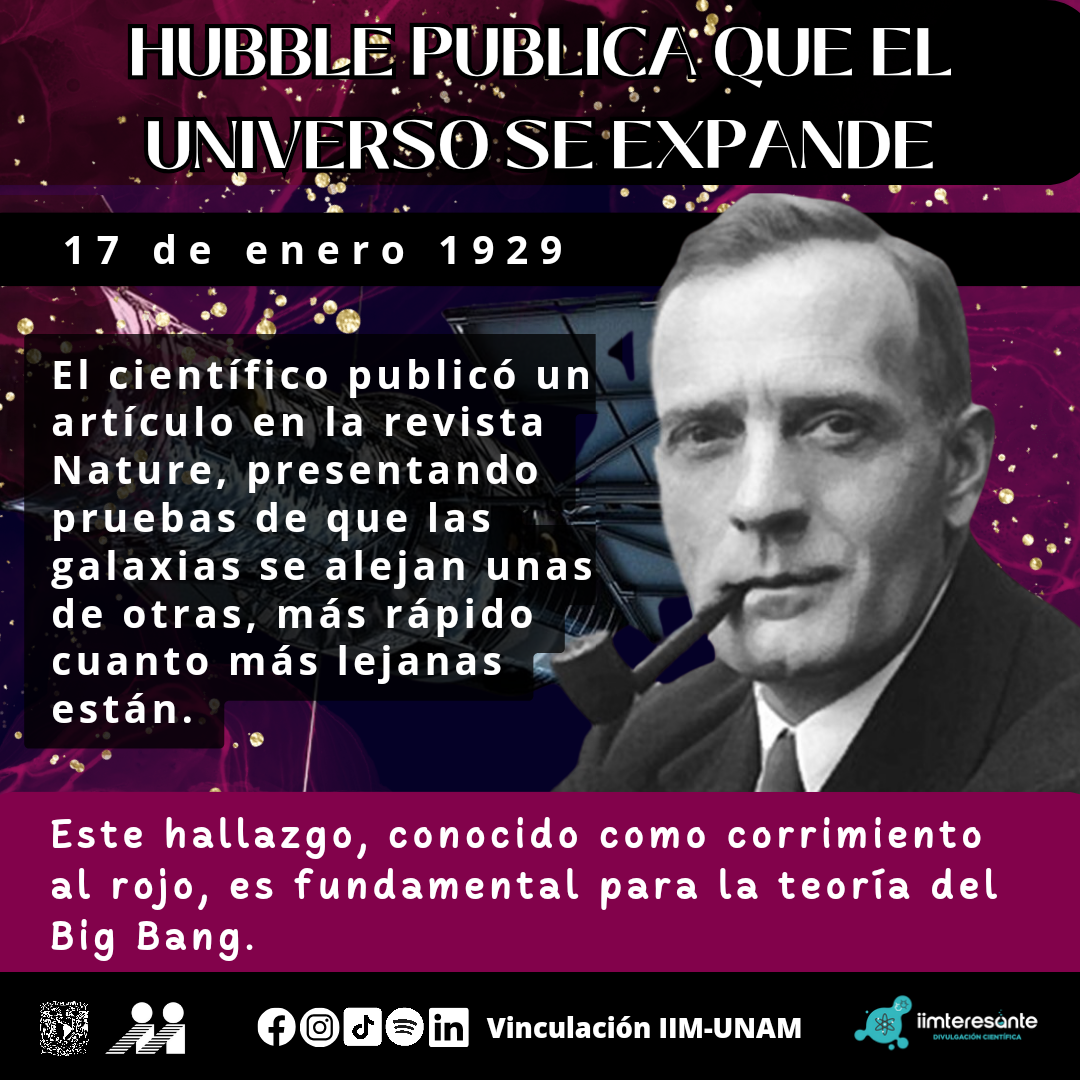 HUBBLE PUBLICA QUE EL
UNIVERSO SE EXPANDE
17 de enero 1929
El científico publicó un
artículo en la revista
Nature, presentando
pruebas de que las
galaxias se alejan unas
de otras, más rápido
cuanto más lejanas
están.
Este hallazgo, conocido como corrimiento
al rojo, es fundamental para la teoría del
Big Bang.
Vinculación IIM-UNAM
iimteresánte
DIVULGACIÓN CIENTÍFICA